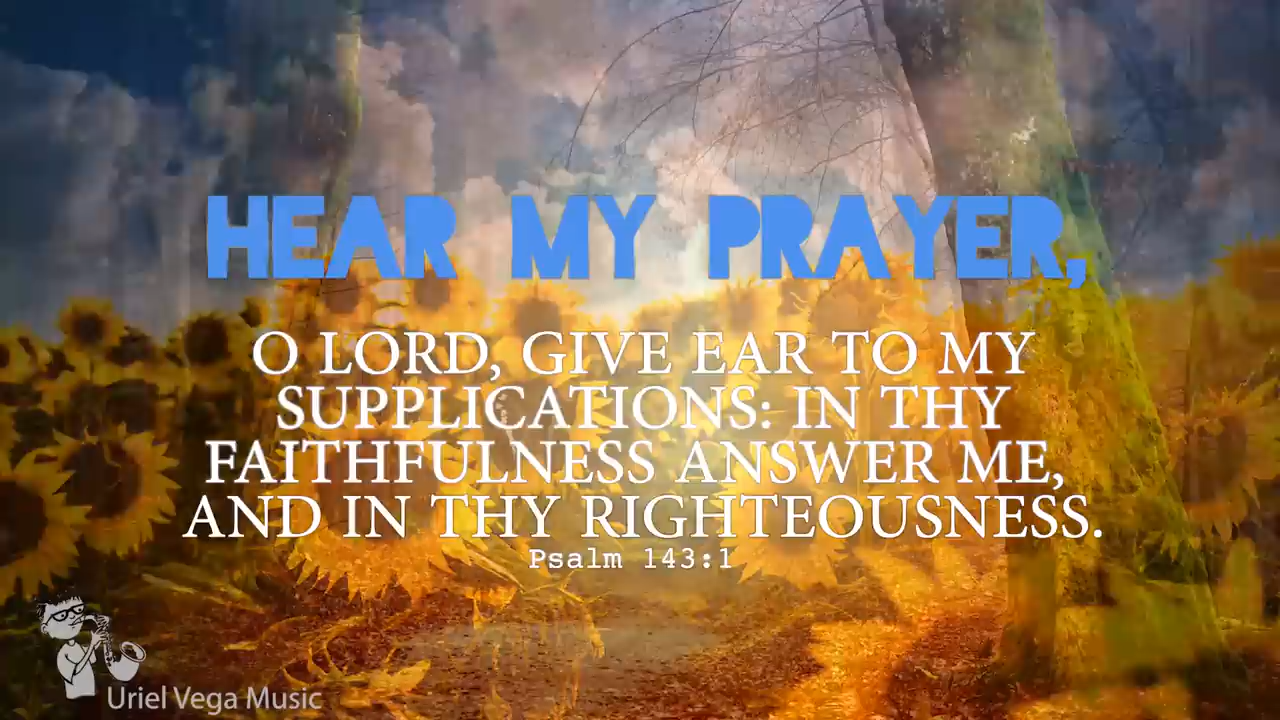 HEAR MY PRAYER,
O LORD, GIVE EAR TO MY
SUPPLICATIONS: IN THY
FAITHFULNESS ANSWER ME,
AND IN THY RIGHTEOUSNESS.
Psalm 143:1
Uriel Vega Music